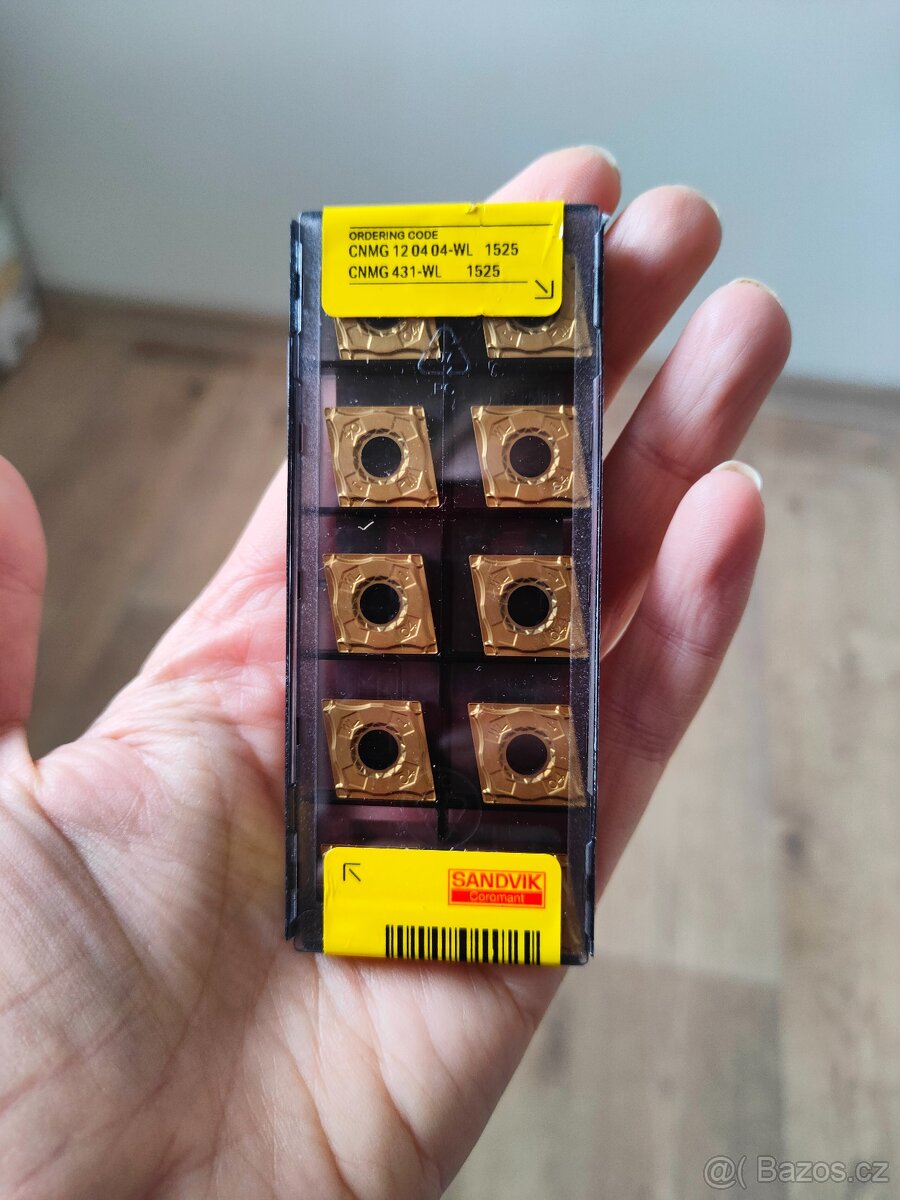 ORDERING CODE
CNMG 12 04 04-WL 1525
CNMG 431-WL 1525
SANDVIK
Coromant
@( Bazos.cz